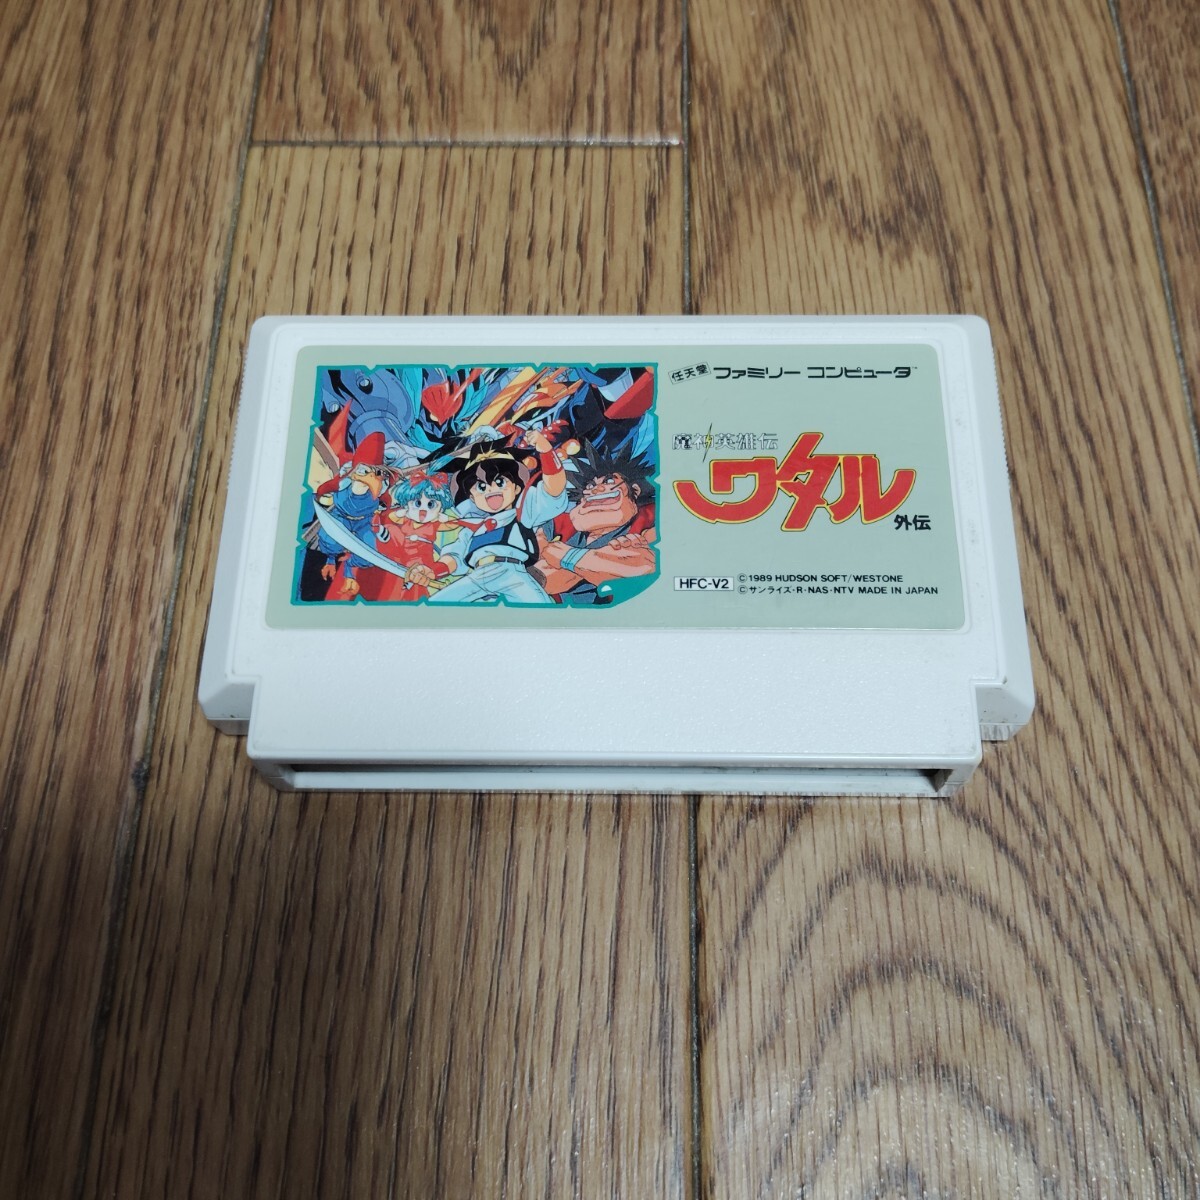 任天堂 ファミリー コンピュータ™
魔神英雄伝
ワタル
外伝
HFC-V2 ©1989 HUDSON SOFT/WESTONE
©サンライズ・R・NAS・NTV MADE IN JAPAN